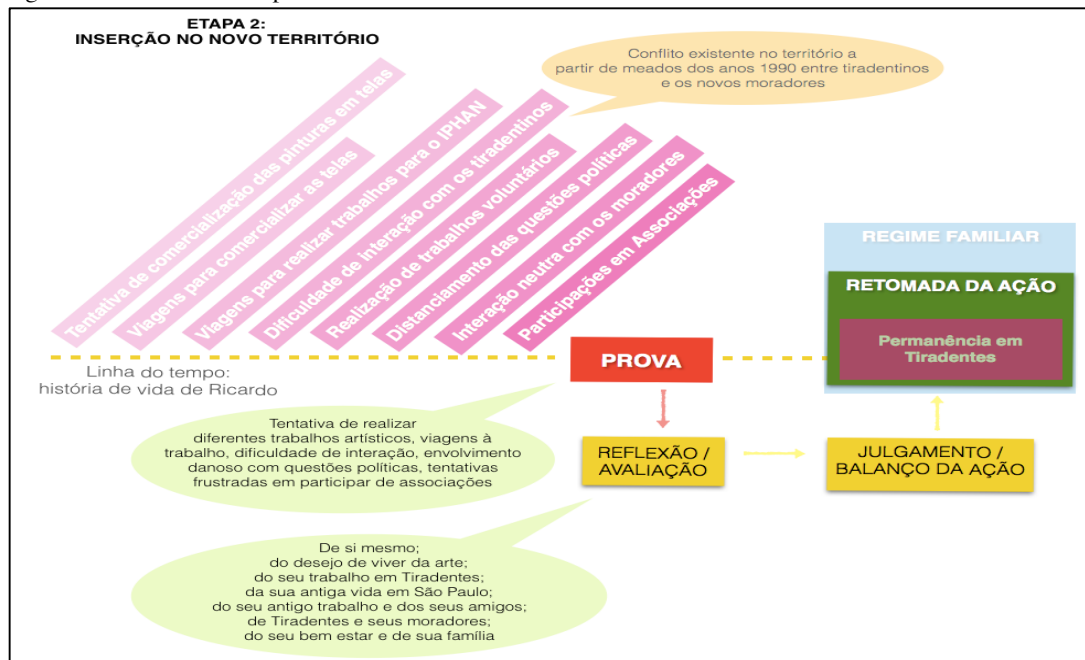 ETAPA 2:
INSERÇÃO NO NOVO TERRITÓRIO
Conflito existente no território a
partir de meados dos anos 1990 entre tiradentinos
e os novos moradores
Tentativa de comercialização das pinturas em telas
Viagens para comercializar as telas
Viagens para realizar trabalhos para o IPHAN
Dificuldade de interação com os tiradentinos
Realização de trabalhos voluntários
Distanciamento das questões políticas
Interação neutra com os moradores
Participações em Associações
REGIME FAMILIAR
RETOMADA DA AÇÃO
Permanência em
Tiradentes
PROVA
Linha do tempo:
história de vida de Ricardo
Tentativa de realizar
diferentes trabalhos artísticos, viagens à
trabalho, dificuldade de interação, envolvimento
danoso com questões políticas, tentativas
frustradas em participar de associações
REFLEXÃO /
AVALIAÇÃO
JULGAMENTO /
BALANÇO DA AÇÃO
De si mesmo;
do desejo de viver da arte;
do seu trabalho em Tiradentes;
da sua antiga vida em São Paulo;
do seu antigo trabalho e dos seus amigos;
de Tiradentes e seus moradores;
do seu bem estar e de sua família